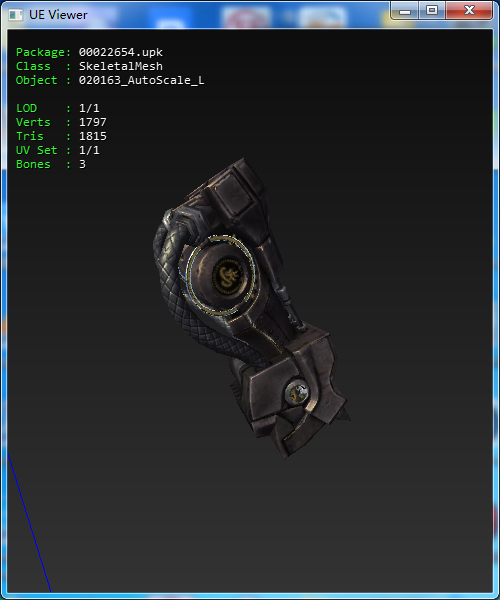 UE Viewer
Package: 00022654.upk
Class : SkeletalMesh
Object : 020163_AutoScale_L
LOD : 1/1
Verts : 1797
Tris : 1815
UV Set : 1/1
Bones : 3